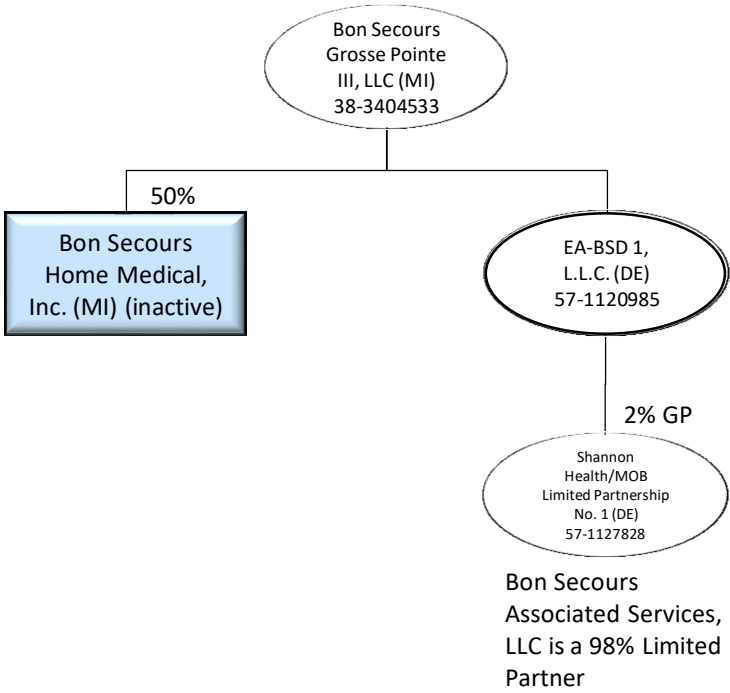 Bon Secours
Grosse Pointe
III, LLC (MI)
38-3404533
50%
Bon Secours
Home Medical,
Inc. (MI) (inactive)
EA-BSD 1,
L.L.C. (DE)
57-1120985
2% GP
Shannon
Health/MOB
Limited Partnership
No. 1 (DE)
57-1127828
Bon Secours
Associated Services,
LLC is a 98% Limited
Partner